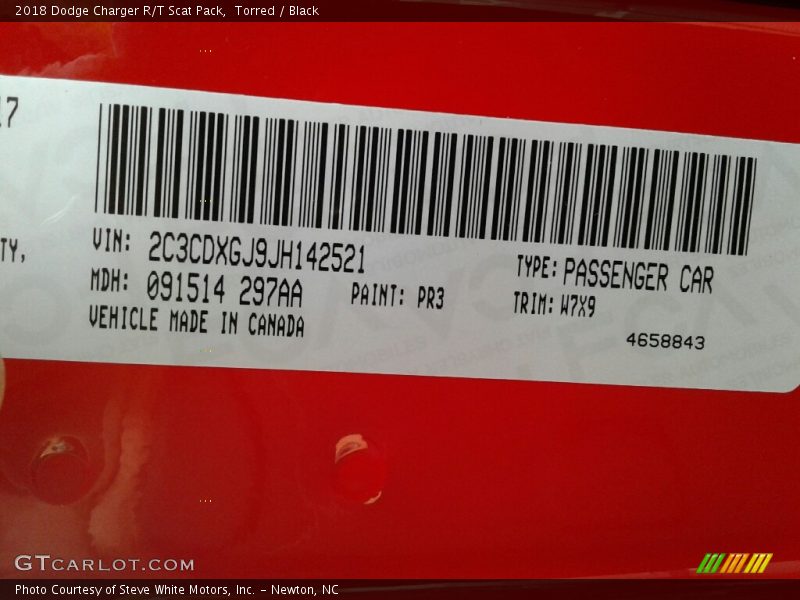 2018 Dodge Charger R/T Scat Pack, Torred / Black
17
TY,
VIN: 2C3CDXGJ9JH142521
TYPE: PASSENGER CAR
MDH: 091514 297AA
PAINT: PR3
TRIM: W7X9
VEHICLE MADE IN CANADA
4658843
GTCARLOT.COM
Photo Courtesy of Steve White Motors, Inc. – Newton, NC